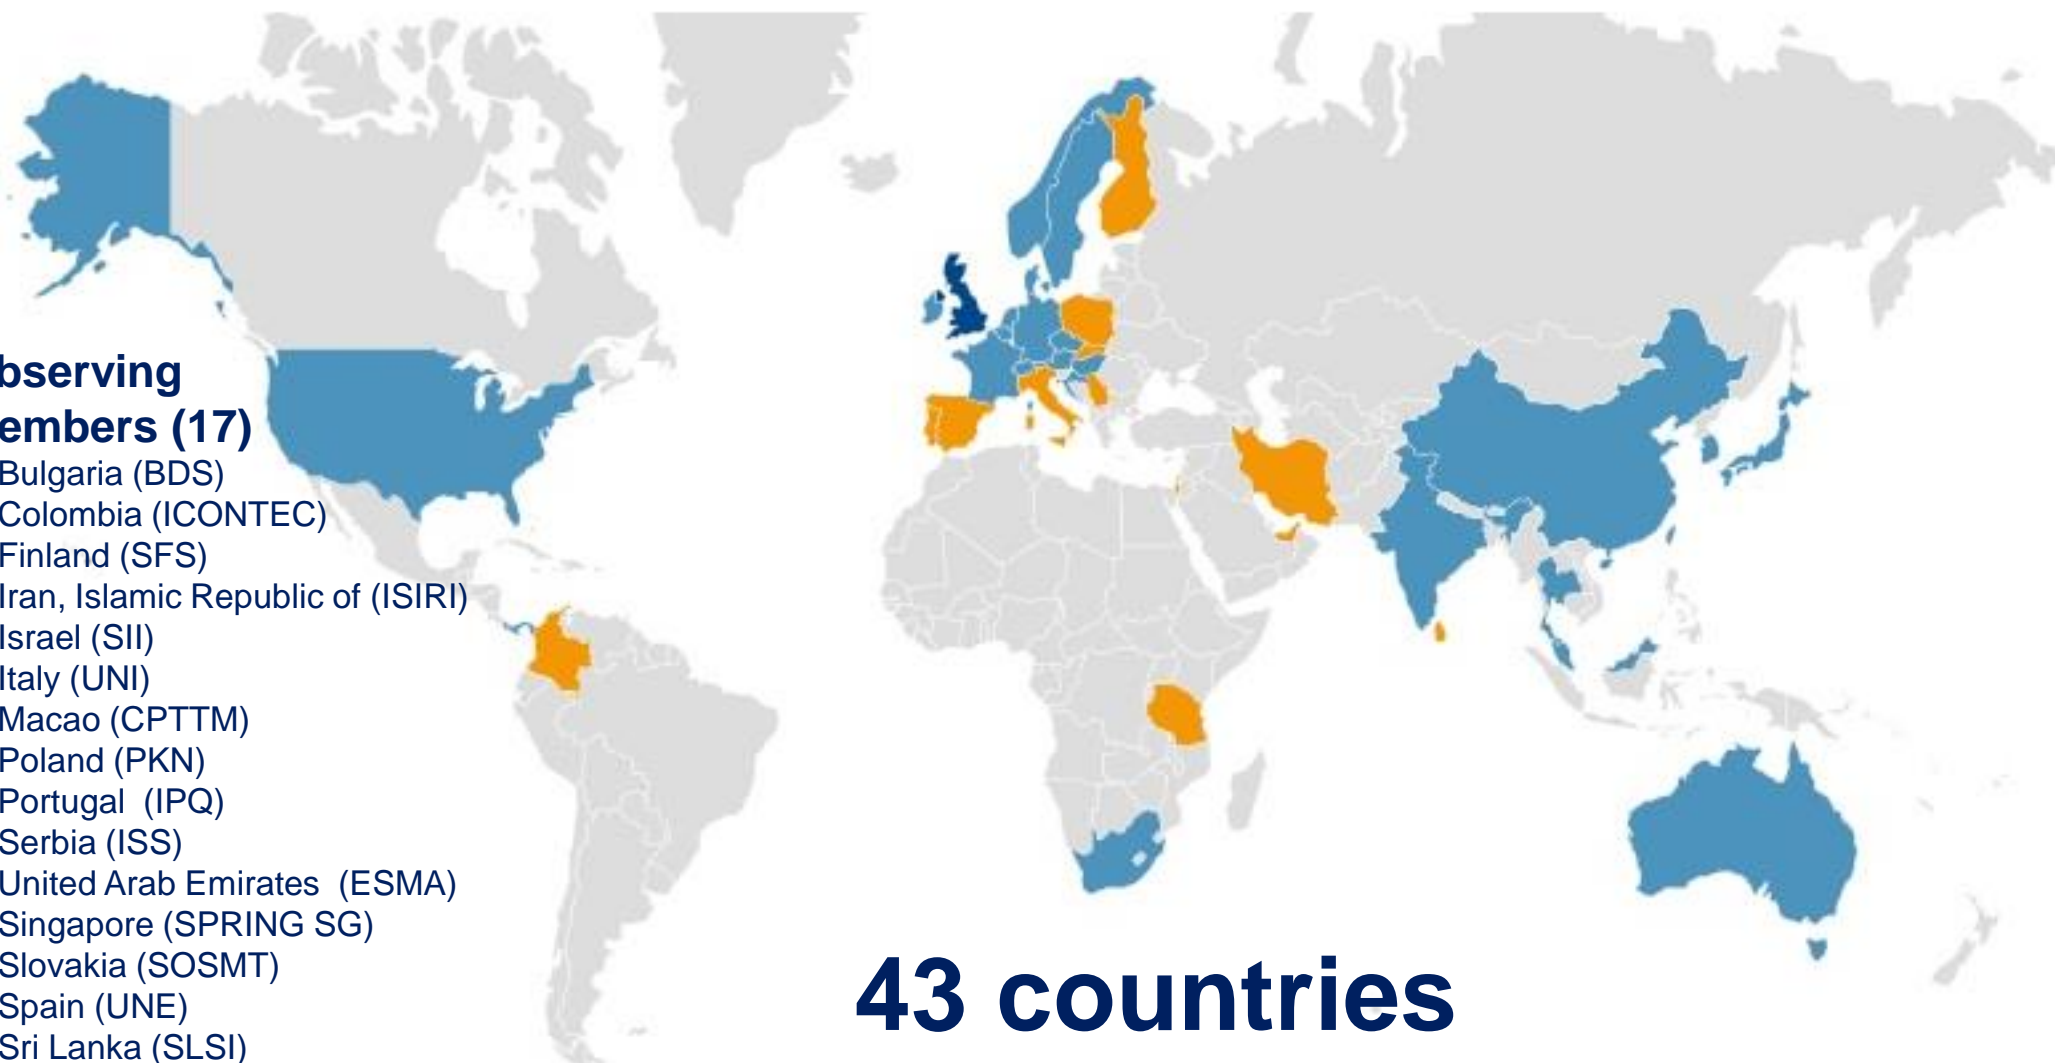 bserving
embers (17)
Bulgaria (BDS)
Colombia (ICONTEC)
Finland (SFS)
Iran, Islamic Republic of (ISIRI)
Israel (SII)
Italy (UNI)
Macao (CPTTM)
Poland (PKN)
Portugal  (IPQ)
Serbia (ISS)
United Arab Emirates  (ESMA)
Singapore (SPRING SG)
Slovakia (SOSMT)
Spain (UNE)
Sri Lanka (SLSI)
43 countries